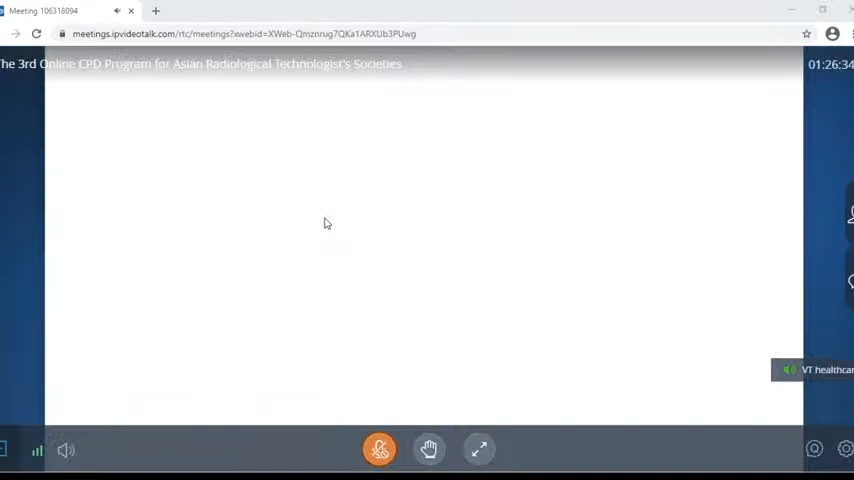 Meeting 106318094
meetings.ipvideotalk.com/rtc/meetings?xwebid=XWeb-Qmznrug7QKa1ARXUb3PUwg
he 3rd Online CPD Program for Asian Radiological Technologist's Societies
01:26:34
VT healthcar